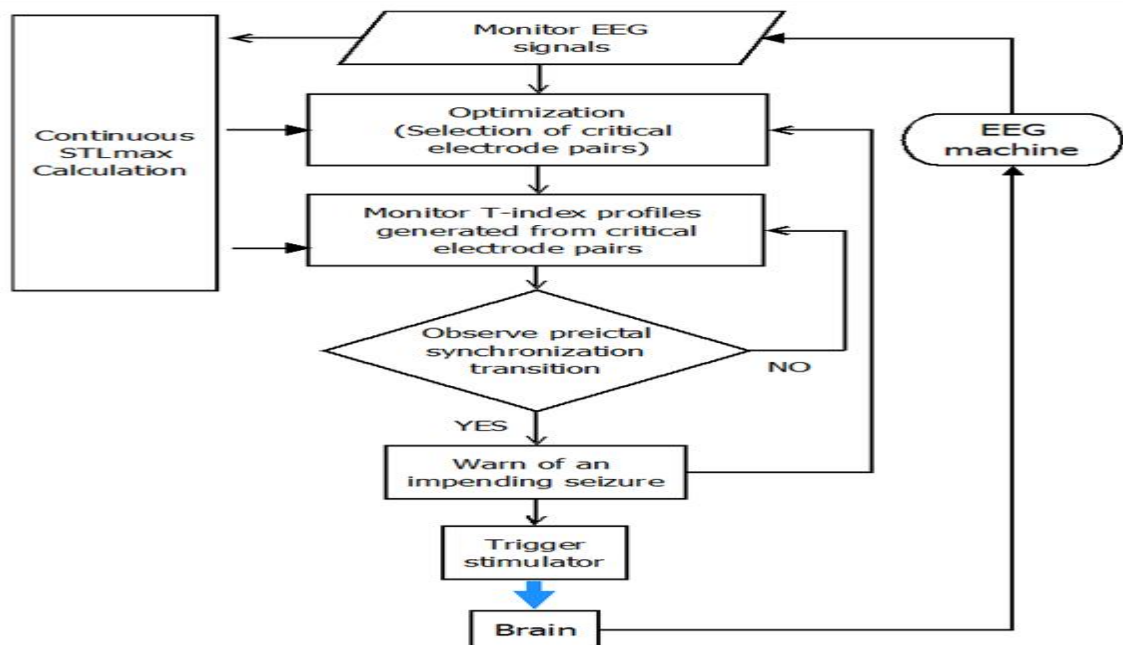 Monitor EEG
signals
Continuous
STLmax
Calculation
Optimization
(Selection of critical
electrode pairs)
EEG
machine
Monitor T-index profiles
generated from critical
electrode pairs
Observe preictal
synchronization
transition
NO
YES
Warn of an
impending seizure
Trigger
stimulator
Brain